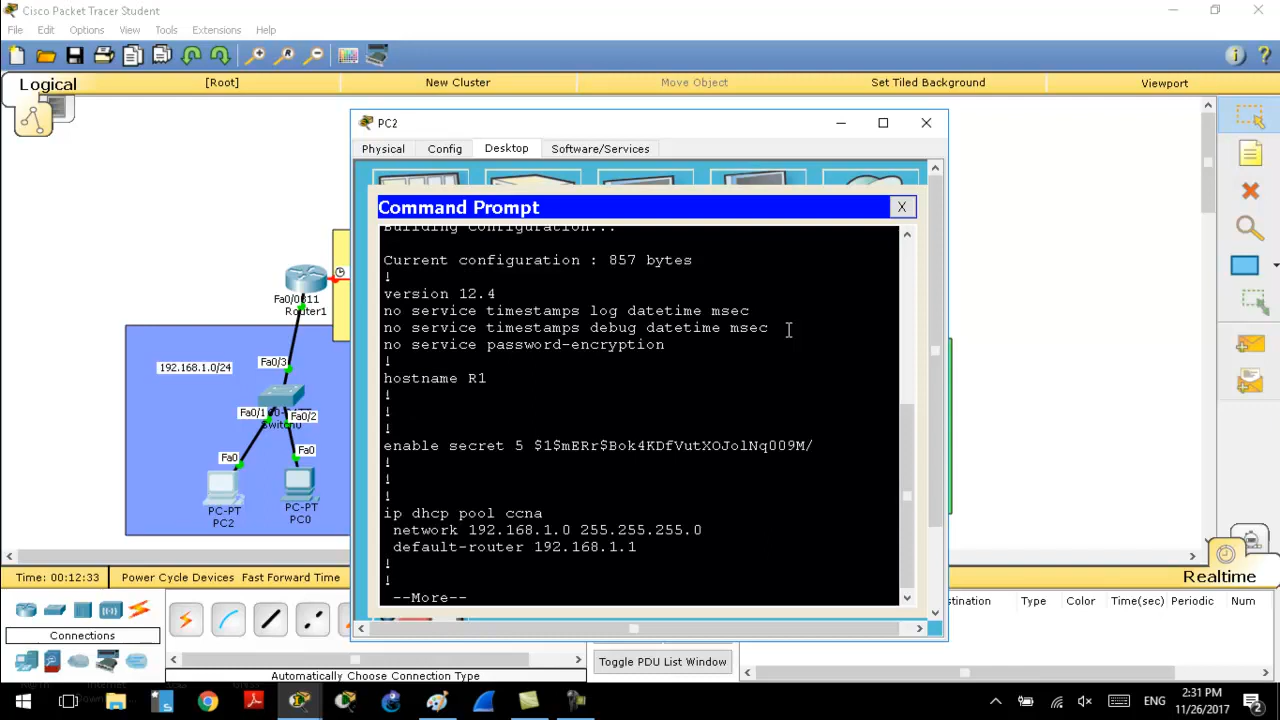 Cisco Packet Tracer Student
File Edit Options View Tools Extensions Help
Logical
[Root]
New Cluster
Move Object
Set Tiled Background
Viewport
PC2
Physical Config Desktop Software/Services
Command Prompt X
Building configuration...
Current configuration : 857 bytes
!
version 12.4
no service timestamps log datetime msec
no service timestamps debug datetime msec
no service password-encryption
!
hostname R1
!
!
!
enable secret 5 $1$mERr$Bok4KDfVutXOJolNq009M/
!
!
!
ip dhcp pool ccna
network 192.168.1.0 255.255.255.0
default-router 192.168.1.1
!
!
--More--
Router1
192.168.1.0/24
Fa0/3
Fa0/1
Fa0/2
Switch0
Fa0
Fa0
PC-PT
PC2
PC-PT
PC0
Time: 00:12:33 Power Cycle Devices Fast Forward Time
Realtime
Connections
Automatically Choose Connection Type
Toggle PDU List Window
Type Color Time(sec) Periodic Num
ENG
2:31 PM
11/26/2017
2